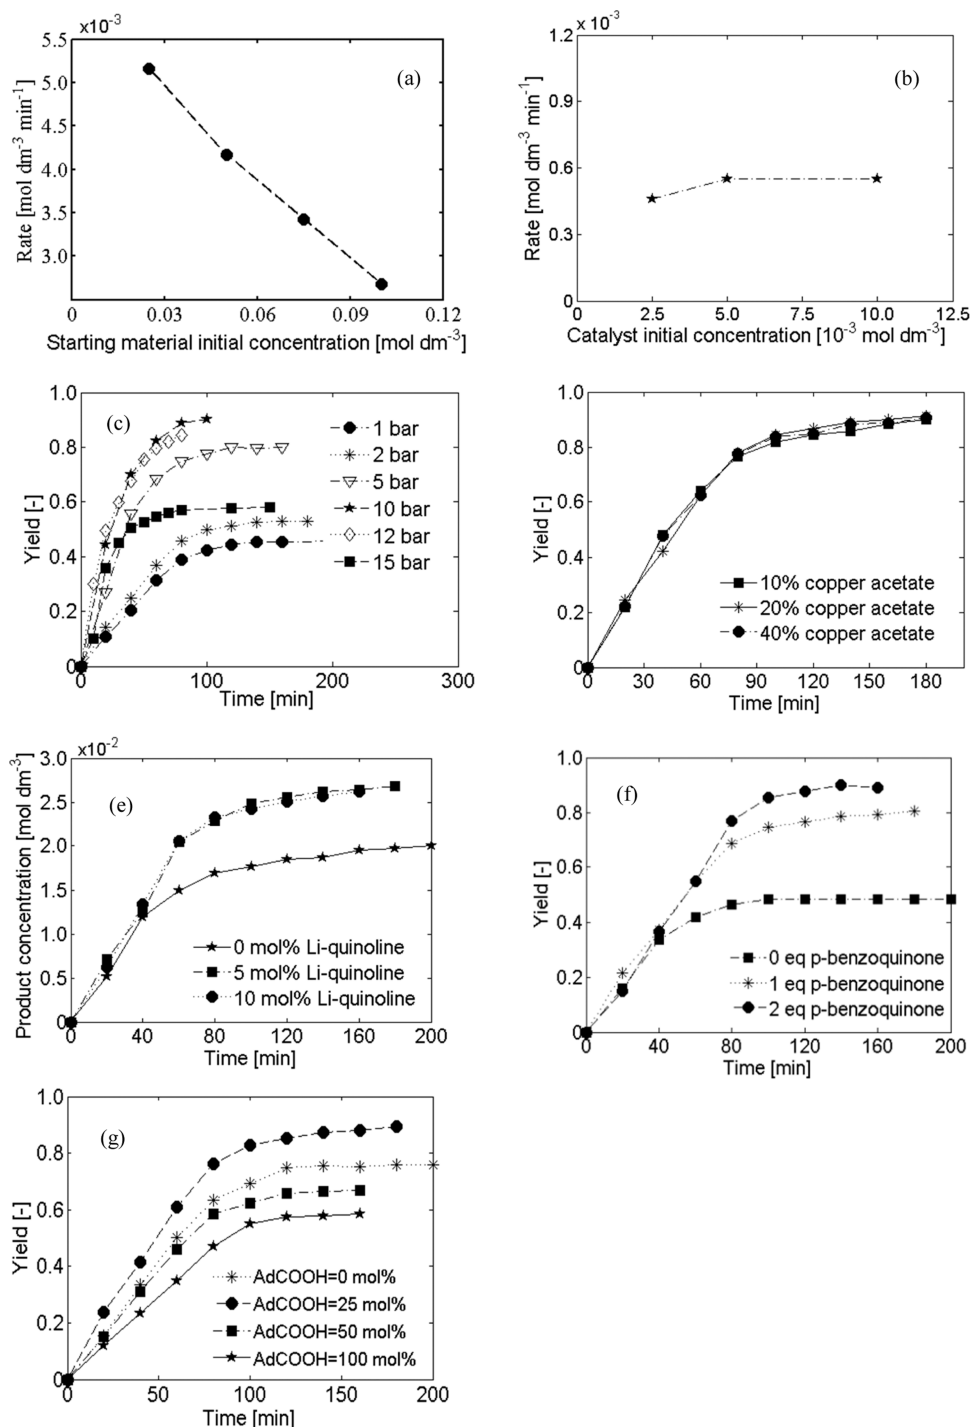 ×10⁻³
5.5
5.0
4.5
4.0
3.5
3.0
0
0.03
0.06
0.09
0.12
Rate [mol dm⁻³ min⁻¹]
Starting material initial concentration [mol dm⁻³]
(a)
1.2 x 10⁻³
0.9
0.6
0.3
0
0
2.5
5.0
7.5
10.0
12.5
Rate [mol dm⁻³ min⁻¹]
Catalyst initial concentration [10⁻³ mol dm⁻³]
(b)
1.0
0.8
0.6
0.4
0.2
0
0
100
200
300
Yield [-]
Time [min]
(c)
1 bar
2 bar
5 bar
10 bar
12 bar
15 bar
1.0
0.8
0.6
0.4
0.2
0
0
30
60
90
120
150
180
Yield [-]
Time [min]
10% copper acetate
20% copper acetate
40% copper acetate
x10⁻²
3.0
2.5
2.0
1.5
1.0
0.5
0
0
40
80
120
160
200
Product concentration [mol dm⁻³]
Time [min]
(e)
0 mol% Li-quinoline
5 mol% Li-quinoline
10 mol% Li-quinoline
1.0
0.8
0.6
0.4
0.2
0
0
40
80
120
160
200
Yield [-]
Time [min]
(f)
0 eq p-benzoquinone
1 eq p-benzoquinone
2 eq p-benzoquinone
1.0
0.8
0.6
0.4
0.2
0
0
50
100
150
200
Yield [-]
Time [min]
(g)
AdCOOH=0 mol%
AdCOOH=25 mol%
AdCOOH=50 mol%
AdCOOH=100 mol%